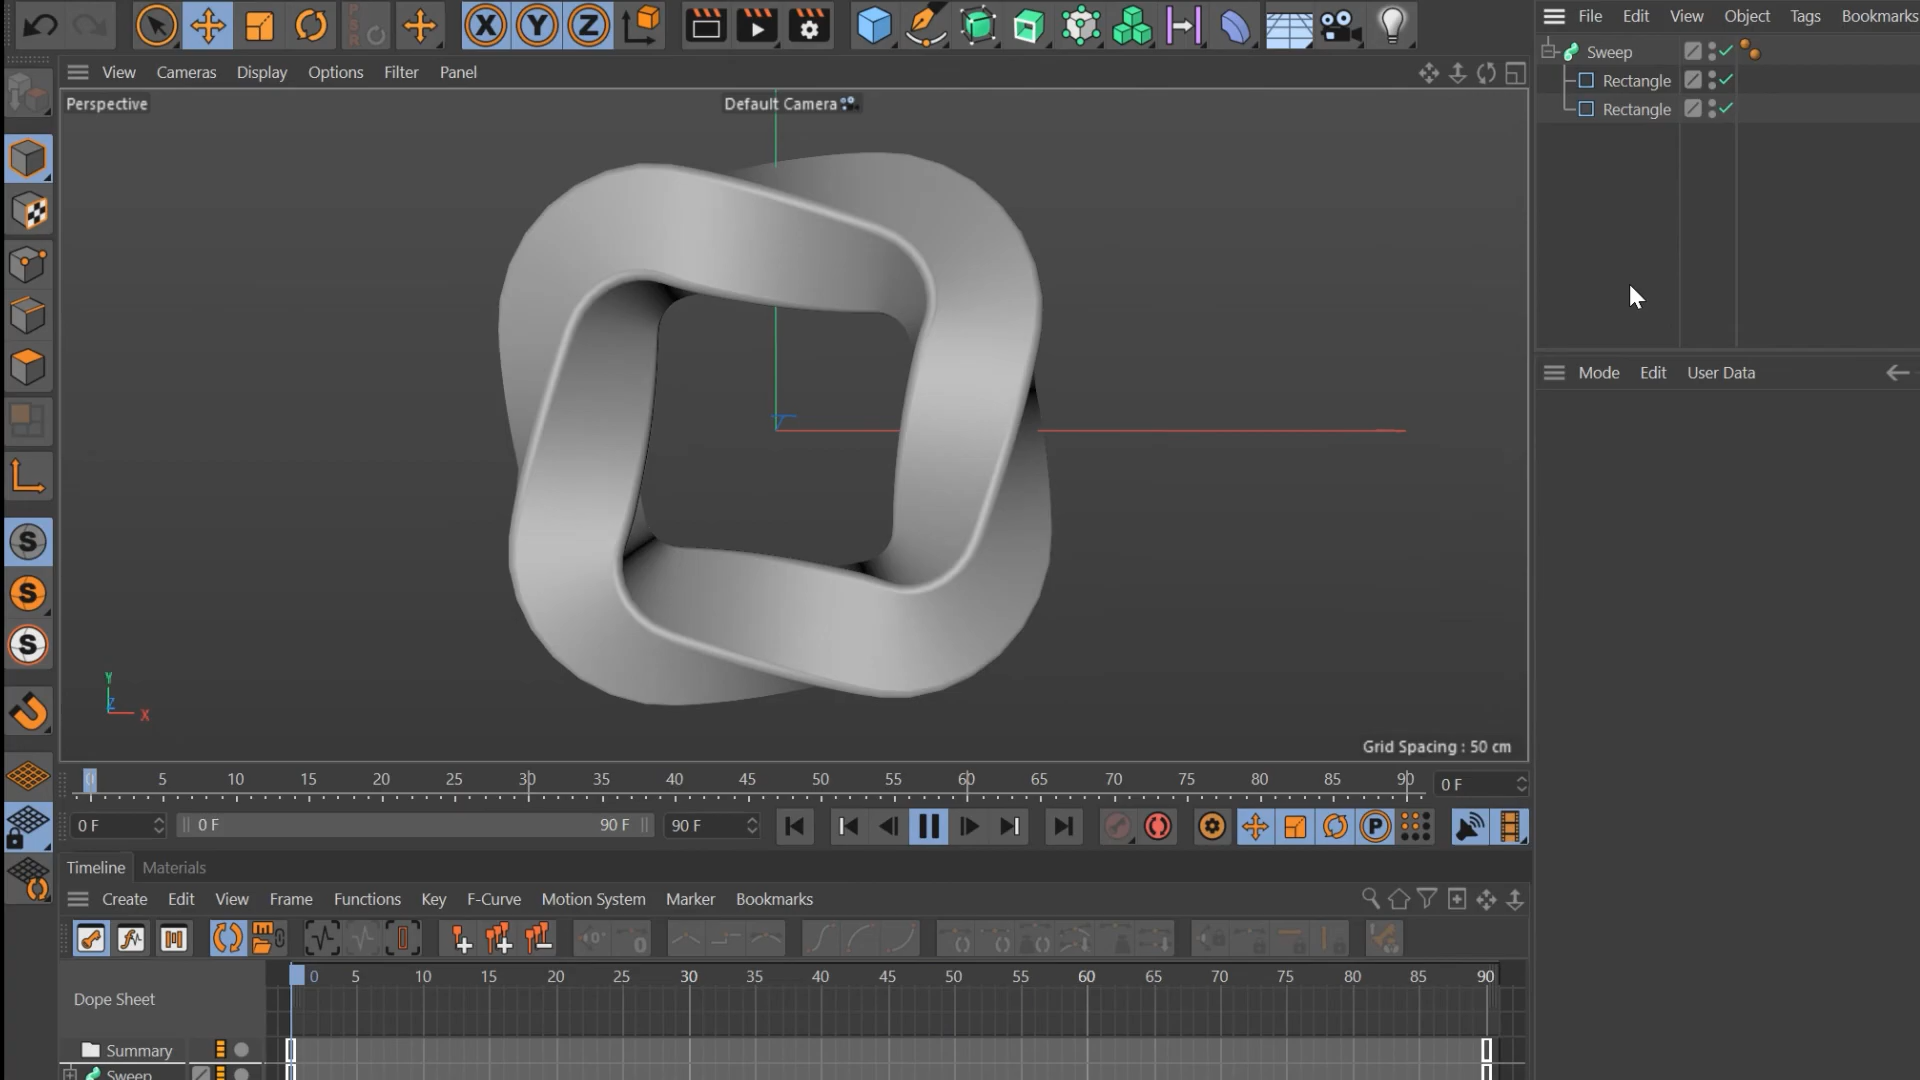 File Edit View Object Tags Bookmarks
PSR
X Y Z
View Cameras Display Options Filter Panel
Perspective
Default Camera
Sweep
Rectangle
Rectangle
Mode Edit User Data
S
S
S
Y
Z
X
Grid Spacing : 50 cm
0 5 10 15 20 25 30 35 40 45 50 55 60 65 70 75 80 85 90 0 F
0 F 0 F 90 F 90 F P
Timeline Materials
Create Edit View Frame Functions Key F-Curve Motion System Marker Bookmarks
0 5 10 15 20 25 30 35 40 45 50 55 60 65 70 75 80 85 90
Dope Sheet
Summary
Sweep